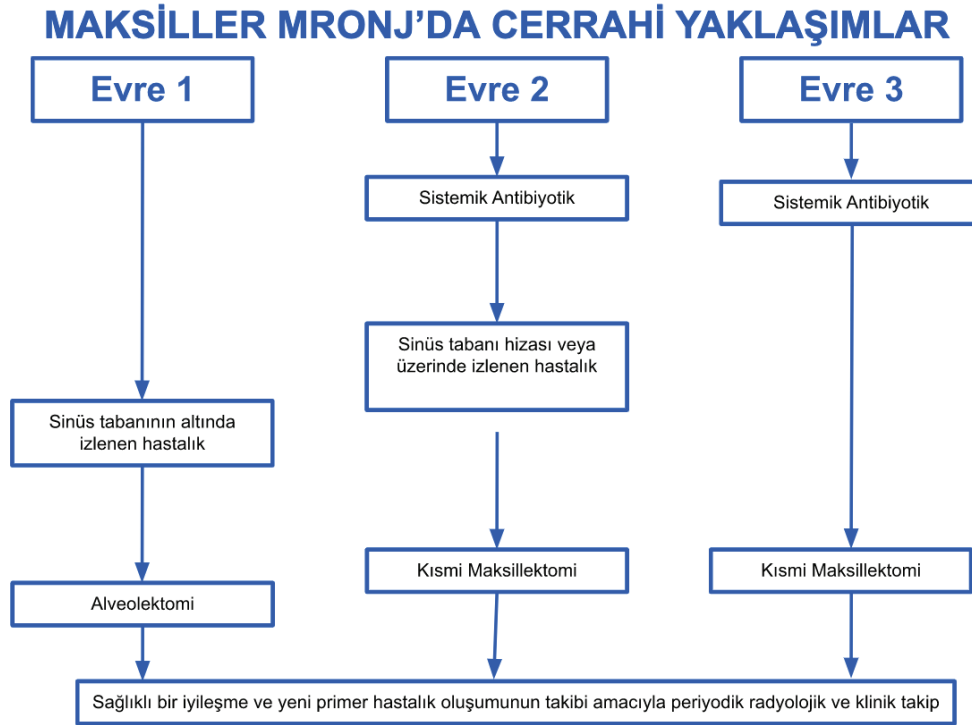 MAKSİLLER MRONJ'DA CERRAHİ YAKLAŞIMLAR
Evre 1
Evre 2
Evre 3
Sistemik Antibiyotik
Sistemik Antibiyotik
Sinüs tabanı hizası veya
üzerinde izlenen hastalık
Sinüs tabanının altında
izlenen hastalık
Kısmi Maksillektomi
Kısmi Maksillektomi
Alveolektomi
Sağlıklı bir iyileşme ve yeni primer hastalık oluşumunun takibi amacıyla periyodik radyolojik ve klinik takip